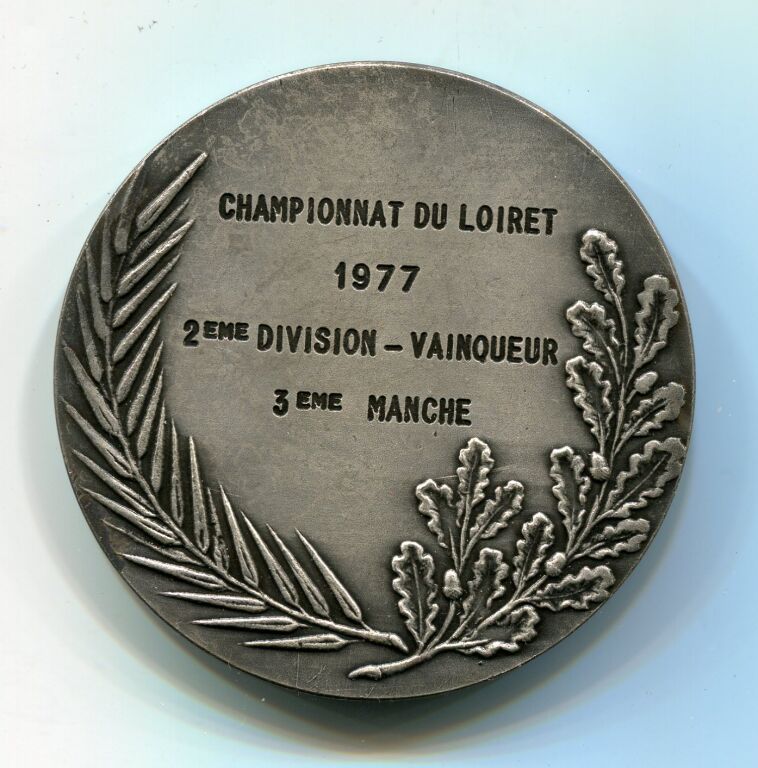 CHAMPIONNAT DU LOIRET
1977
2EME DIVISION - VAINQUEUR
3EME MANCHE